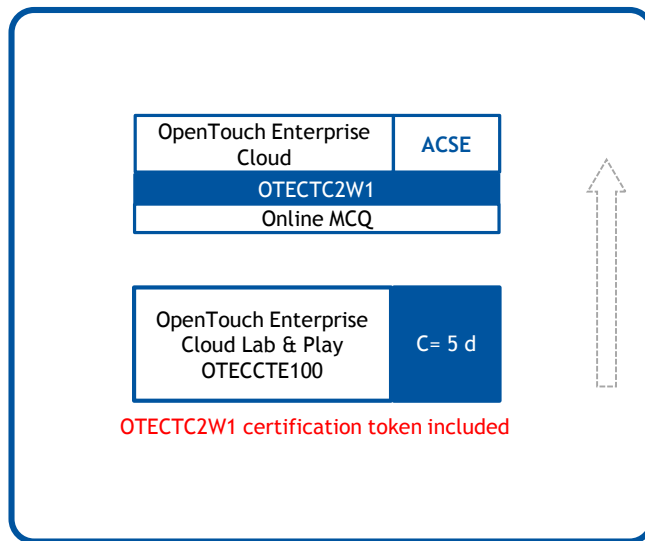 OpenTouch Enterprise
Cloud
ACSE
OTECTC2W1
Online MCQ
OpenTouch Enterprise
Cloud Lab & Play
OTECCTE100
C= 5 d
OTECTC2W1 certification token included